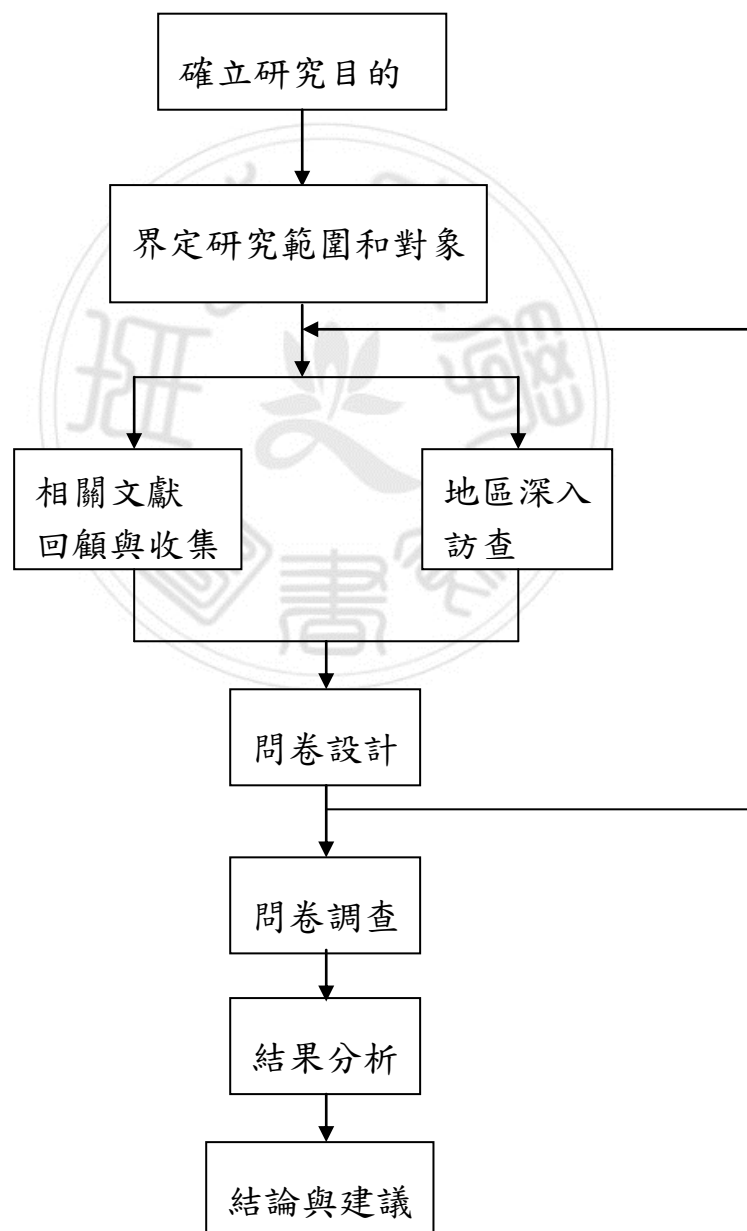 確立研究目的
界定研究範圍和對象
相關文獻
回顧與收集
地區深入
訪查
問卷設計
問卷調查
結果分析
結論與建議